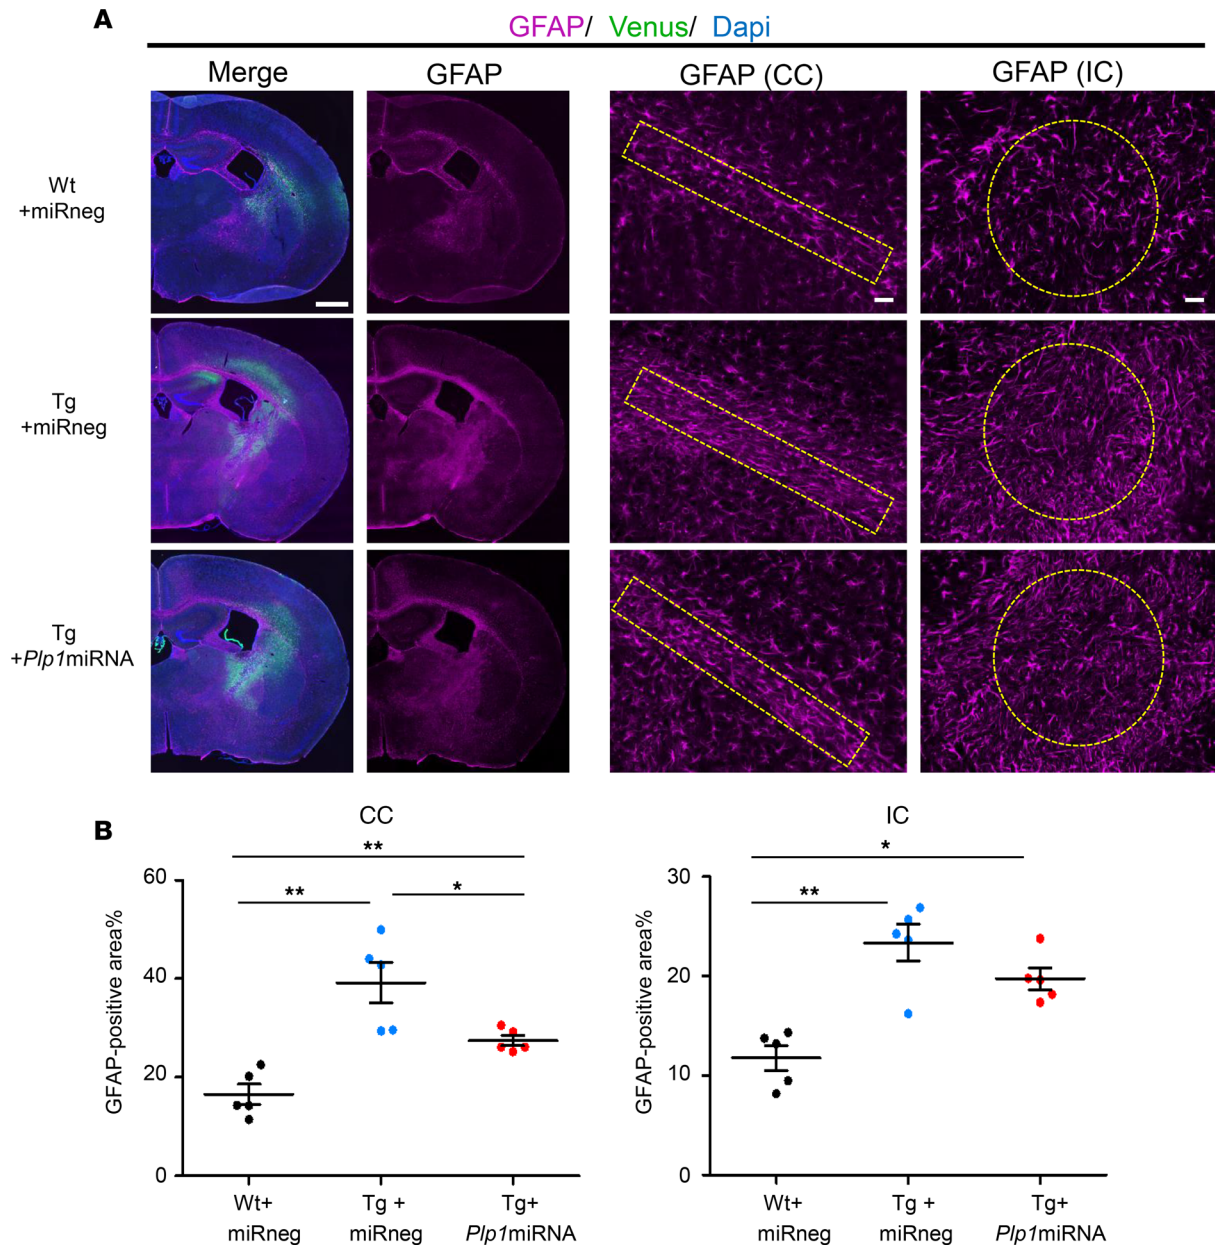 A
GFAP/ Venus/ Dapi
Merge
GFAP
GFAP (CC)
GFAP (IC)
Wt
+miRneg
Tg
+miRneg
Tg
+Plp1miRNA
B
CC
**
**
*
GFAP-positive area%
60
40
20
0
Wt+
miRneg
Tg +
miRneg
Tg+
Plp1miRNA
IC
*
**
GFAP-positive area%
30
20
10
0
Wt+
miRneg
Tg +
miRneg
Tg+
Plp1miRNA